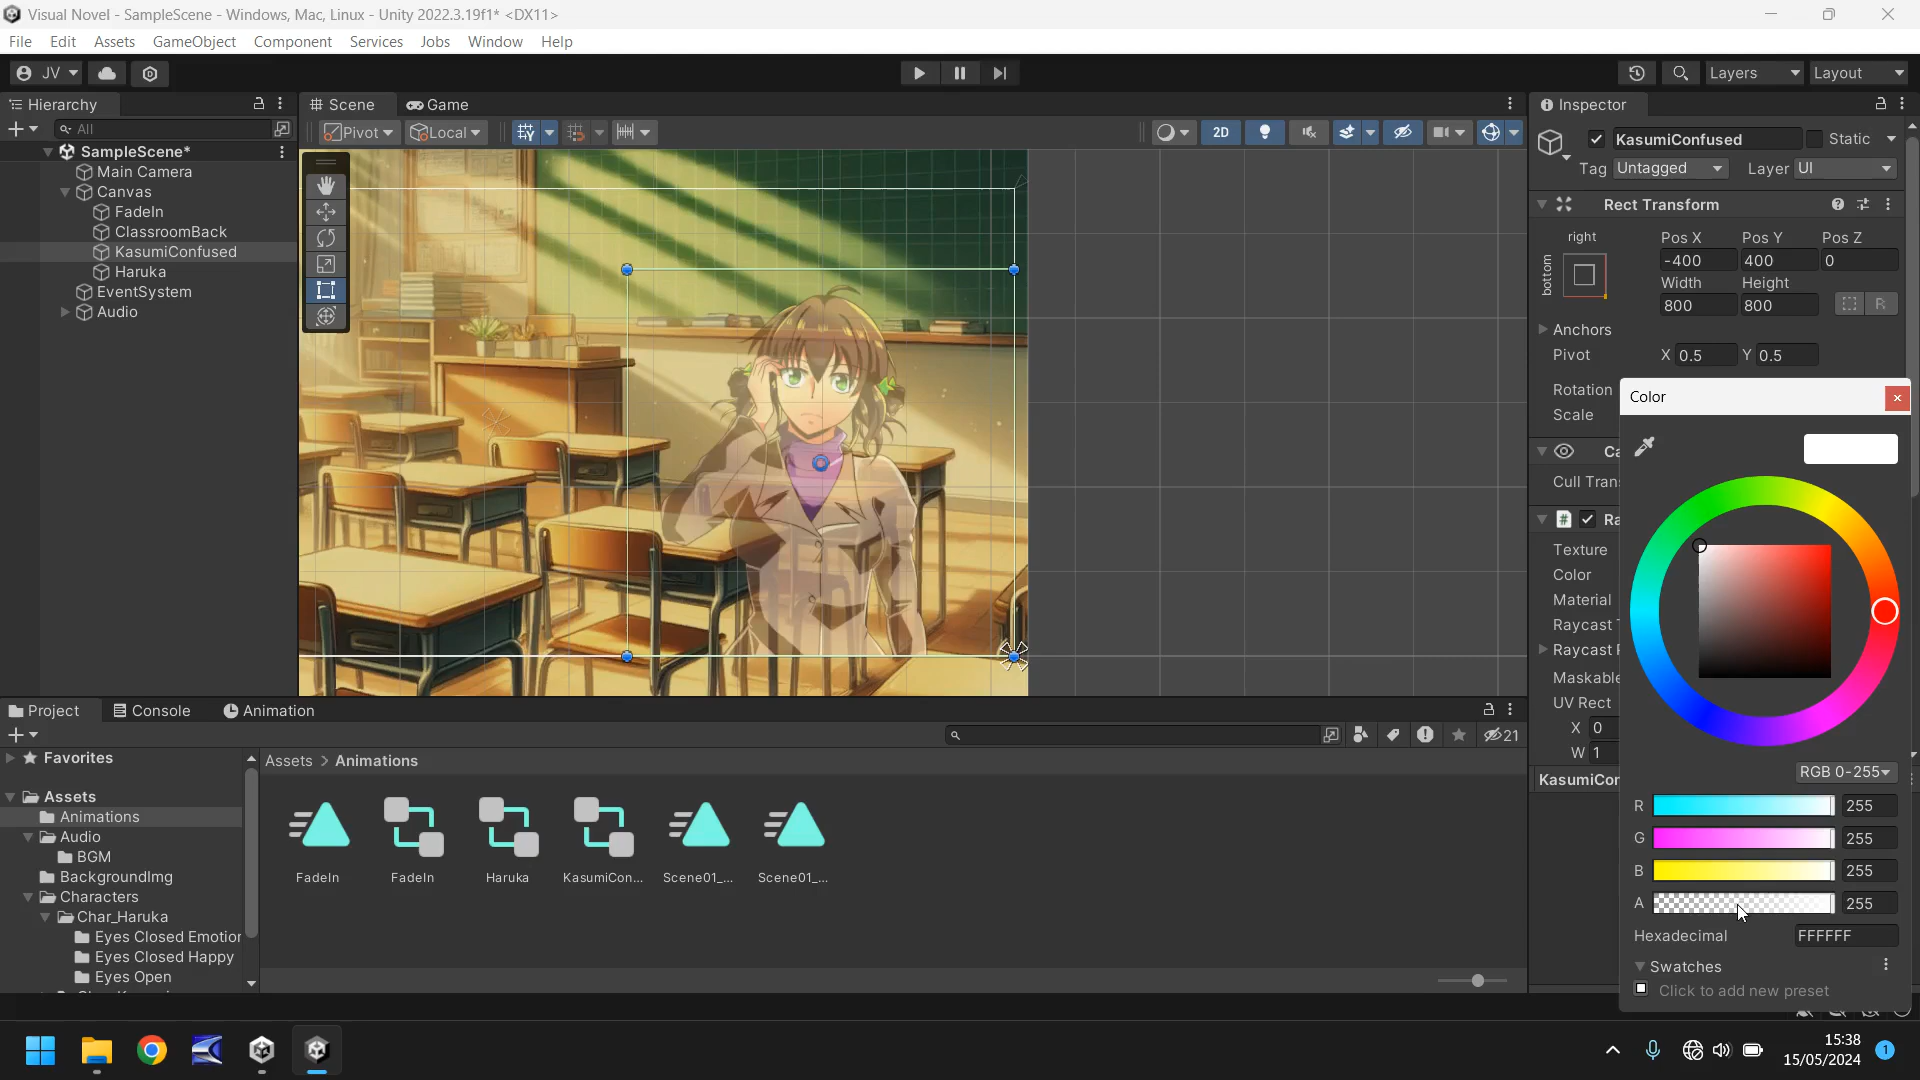 Visual Novel - SampleScene - Windows, Mac, Linux - Unity 2022.3.19f1* <DX11>
File Edit Assets GameObject Component Services Jobs Window Help
JV Layers Layout
Hierarchy Scene Game Inspector
All Pivot Local 2D
SampleScene* KasumiConfused Static
Main Camera Tag Untagged Layer UI
Canvas
FadeIn Rect Transform
ClassroomBack right Pos X Pos Y Pos Z
KasumiConfused bottom -400 400 0
Haruka Width Height
EventSystem 800 800 R
Audio
Anchors
Pivot X 0.5 Y 0.5
Rotation Color
Scale
Ca
Cull Tran
Ra
Texture
Color
Material
Raycast T
Raycast P
Maskable
UV Rect
X 0
W 1
KasumiCon RGB 0-255
R 255
G 255
B 255
A 255
Hexadecimal FFFFFF
Swatches
Click to add new preset
Project Console Animation
21
Favorites Assets > Animations
Assets
Animations
Audio
BGM
BackgroundImg FadeIn FadeIn Haruka KasumiCon... Scene01_... Scene01_...
Characters
Char_Haruka
Eyes Closed Emotior
Eyes Closed Happy
Eyes Open
15:38
15/05/2024 1